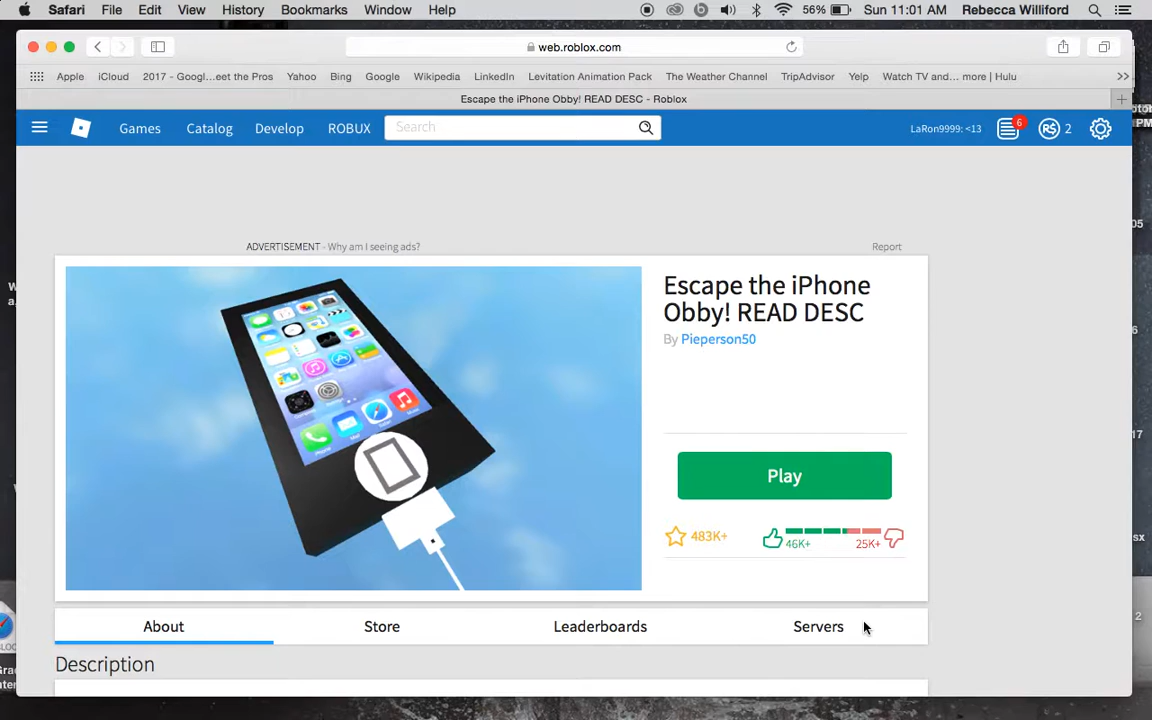 Safari File Edit View History Bookmarks Window Help 56% Sun 11:01 AM Rebecca Williford
web.roblox.com
Apple iCloud 2017 - Googl...eet the Pros Yahoo Bing Google Wikipedia LinkedIn Levitation Animation Pack The Weather Channel TripAdvisor Yelp Watch TV and... more | Hulu >>
Escape the iPhone Obby! READ DESC - Roblox +
Games Catalog Develop ROBUX Search LaRon9999: <13 6 R$ 2
ADVERTISEMENT - Why am I seeing ads? Report
Escape the iPhone
Obby! READ DESC
By Pieperson50
Play
483K+ 46K+ 25K+
About Store Leaderboards Servers
Description